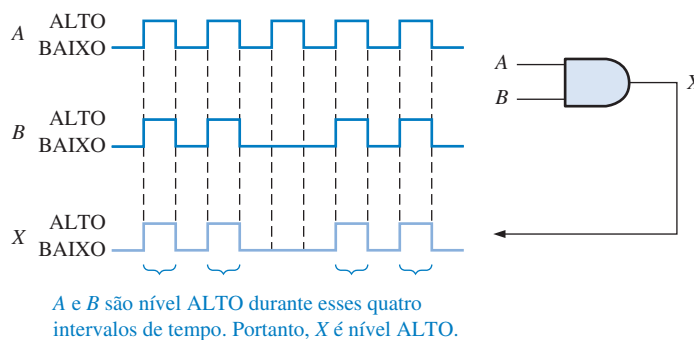 A ALTO
BAIXO
B ALTO
BAIXO
X ALTO
BAIXO
A
B
X
A e B são nível ALTO durante esses quatro
intervalos de tempo. Portanto, X é nível ALTO.